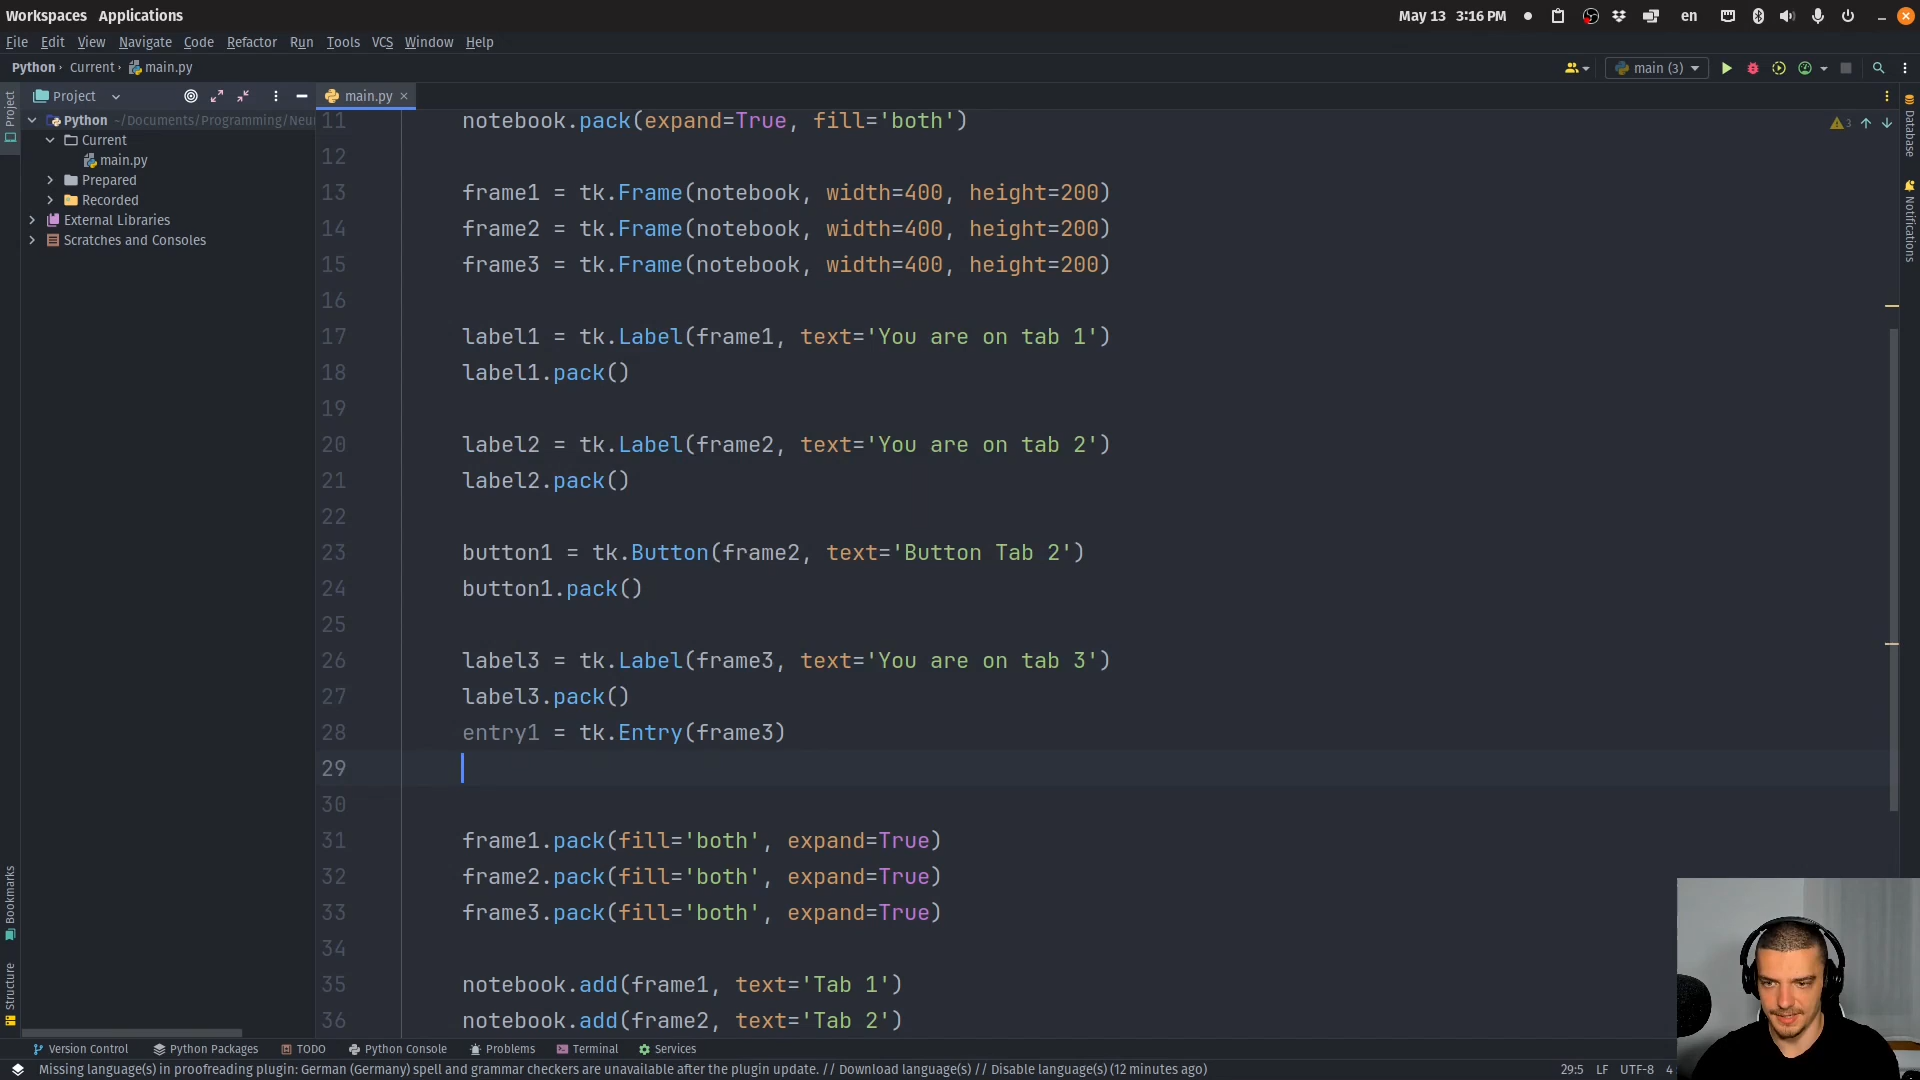 Workspaces Applications
May 13 3:16 PM en
File Edit View Navigate Code Refactor Run Tools VCS Window Help
Python Current main.py
main (3)
Project main.py
Python ~/Documents/Programming/Neur
Current
main.py
Prepared
Recorded
External Libraries
Scratches and Consoles
Project
Bookmarks
Structure
11 notebook.pack(expand=True, fill='both')
12
13 frame1 = tk.Frame(notebook, width=400, height=200)
14 frame2 = tk.Frame(notebook, width=400, height=200)
15 frame3 = tk.Frame(notebook, width=400, height=200)
16
17 label1 = tk.Label(frame1, text='You are on tab 1')
18 label1.pack()
19
20 label2 = tk.Label(frame2, text='You are on tab 2')
21 label2.pack()
22
23 button1 = tk.Button(frame2, text='Button Tab 2')
24 button1.pack()
25
26 label3 = tk.Label(frame3, text='You are on tab 3')
27 label3.pack()
28 entry1 = tk.Entry(frame3)
29
30
31 frame1.pack(fill='both', expand=True)
32 frame2.pack(fill='both', expand=True)
33 frame3.pack(fill='both', expand=True)
34
35 notebook.add(frame1, text='Tab 1')
36 notebook.add(frame2, text='Tab 2')
3
Database
Notifications
Version Control Python Packages TODO Python Console Problems Terminal Services
Missing language(s) in proofreading plugin: German (Germany) spell and grammar checkers are unavailable after the plugin update. // Download language(s) // Disable language(s) (12 minutes ago) 29:5 LF UTF-8 4